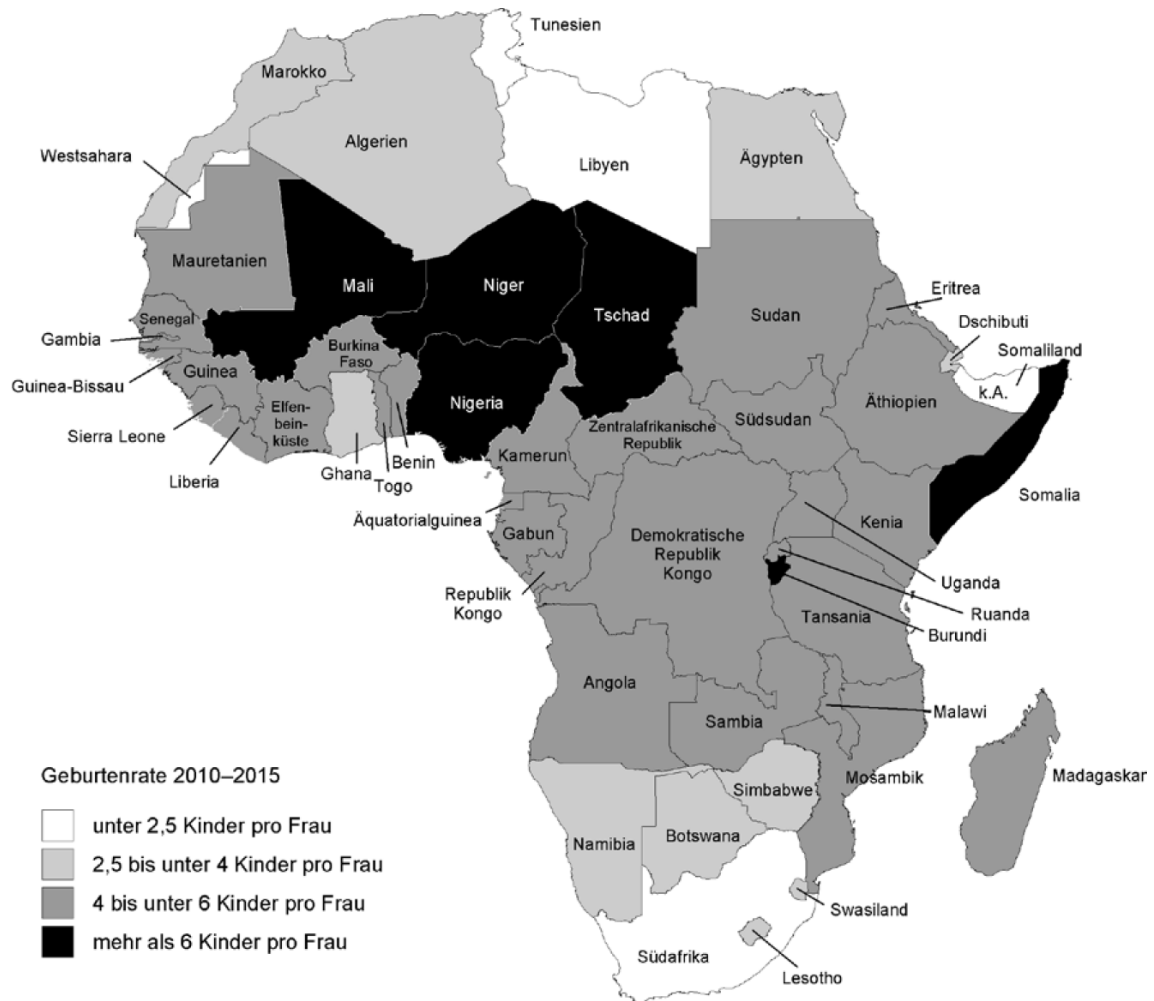 Tunesien
Marokko
Algerien
Libyen
Ägypten
Westsahara
Mauretanien
Mali
Niger
Tschad
Sudan
Eritrea
Dschibuti
Somaliland
k.A.
Senegal
Gambia
Guinea-Bissau
Guinea
Burkina
Faso
Nigeria
Äthiopien
Elfen-
bein-
küste
Sierra Leone
Liberia
Ghana
Togo
Benin
Kamerun
Zentralafrikanische
Republik
Südsudan
Somalia
Äquatorialguinea
Gabun
Demokratische
Republik
Kongo
Kenia
Republik
Kongo
Uganda
Ruanda
Burundi
Tansania
Angola
Sambia
Malawi
Mosambik
Madagaskar
Simbabwe
Namibia
Botswana
Swasiland
Südafrika
Lesotho
Geburtenrate 2010–2015
unter 2,5 Kinder pro Frau
2,5 bis unter 4 Kinder pro Frau
4 bis unter 6 Kinder pro Frau
mehr als 6 Kinder pro Frau